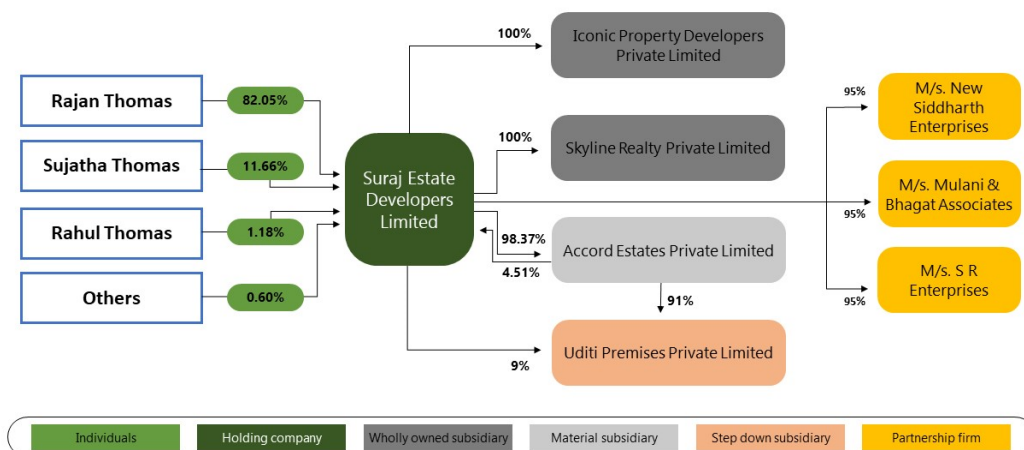 Rajan Thomas
82.05%
Sujatha Thomas
11.66%
Rahul Thomas
1.18%
Others
0.60%
Suraj Estate
Developers
Limited
100%
Iconic Property Developers
Private Limited
100%
Skyline Realty Private Limited
98.37%
4.51%
Accord Estates Private Limited
91%
9%
Uditi Premises Private Limited
95%
M/s. New
Siddharth
Enterprises
95%
M/s. Mulani &
Bhagat Associates
95%
M/s. S R
Enterprises
Individuals
Holding company
Wholly owned subsidiary
Material subsidiary
Step down subsidiary
Partnership firm